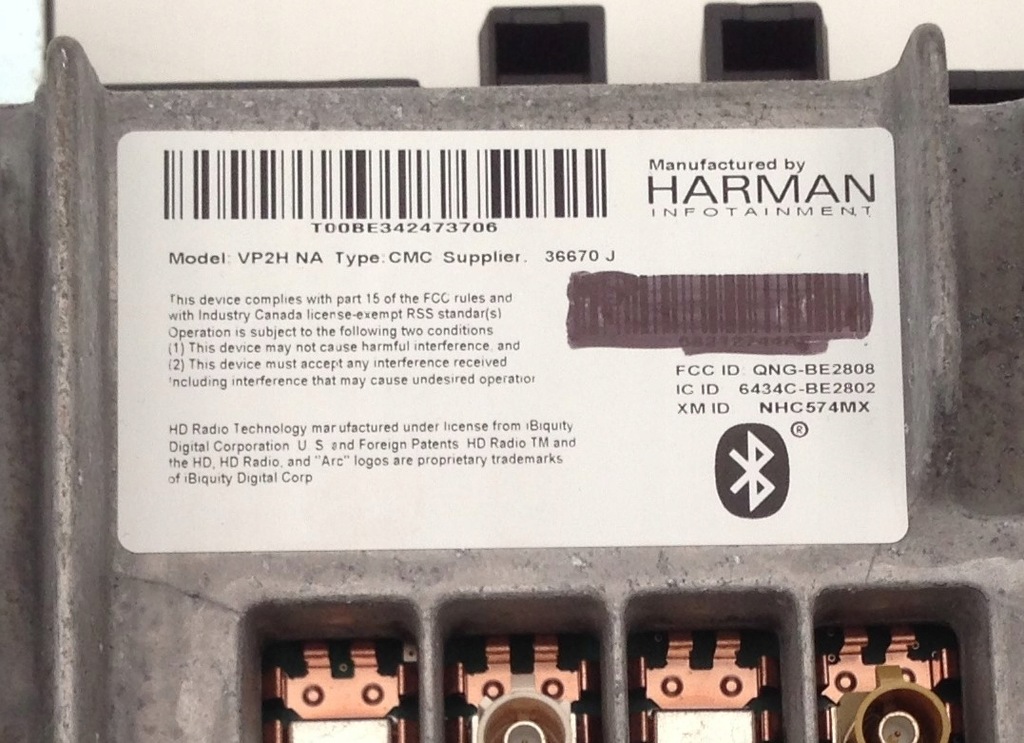 Manufactured by
HARMAN
INFOTAINMENT
T00BE342473706
Model: VP2H NA Type: CMC Supplier. 36670 J
This device complies with part 15 of the FCC rules and
with Industry Canada license-exempt RSS standar(s)
Operation is subject to the following two conditions
(1) This device may not cause harmful interference, and
(2) This device must accept any interference received
including interference that may cause undesired operation
FCC ID: QNG-BE2808
IC ID 6434C-BE2802
XM ID NHC574MX
HD Radio Technology manufactured under license from iBiquity
Digital Corporation U S and Foreign Patents HD Radio TM and
the HD, HD Radio, and "Arc" logos are proprietary trademarks
of iBiquity Digital Corp
®